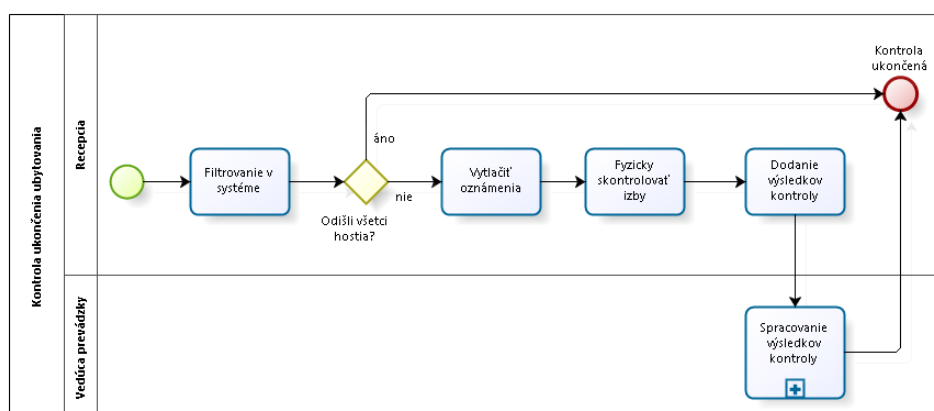 Kontrola ukončenia ubytovania
Recepcia
Vedúca prevádzky
Filtrovanie v
systéme
Odišli všetci
hostia?
áno
nie
Vytlačiť
oznámenia
Fyzicky
skontrolovať
izby
Dodanie
výsledkov
kontroly
Kontrola
ukončená
Spracovanie
výsledkov
kontroly